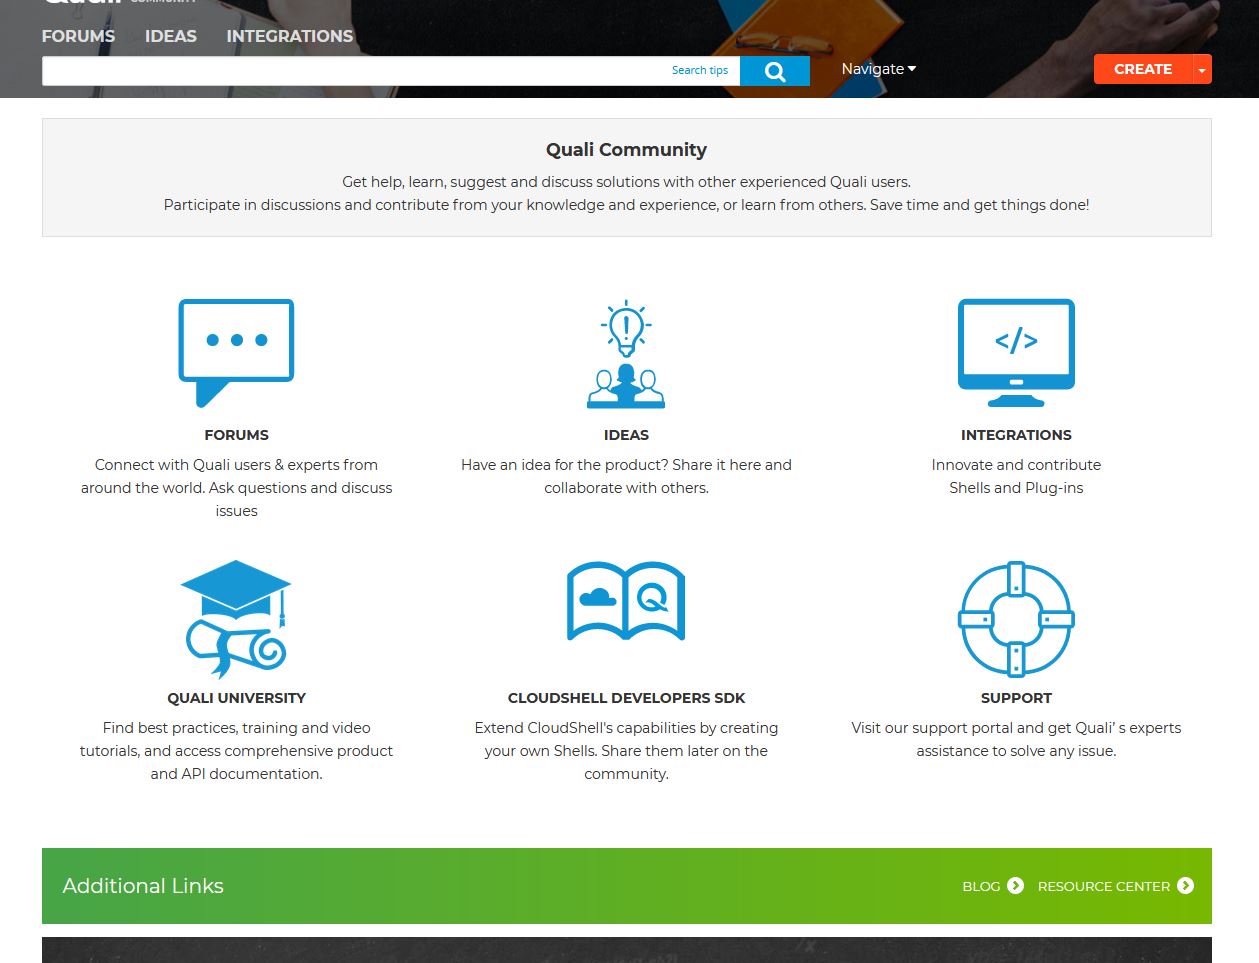 Quali COMMUNITY
FORUMS IDEAS INTEGRATIONS
Search tips
Navigate
CREATE
Quali Community
Get help, learn, suggest and discuss solutions with other experienced Quali users.
Participate in discussions and contribute from your knowledge and experience, or learn from others. Save time and get things done!
</>
FORUMS
Connect with Quali users & experts from
around the world. Ask questions and discuss
issues
IDEAS
Have an idea for the product? Share it here and
collaborate with others.
INTEGRATIONS
Innovate and contribute
Shells and Plug-ins
Q
QUALI UNIVERSITY
Find best practices, training and video
tutorials, and access comprehensive product
and API documentation.
CLOUDSHELL DEVELOPERS SDK
Extend CloudShell's capabilities by creating
your own Shells. Share them later on the
community.
SUPPORT
Visit our support portal and get Quali’ s experts
assistance to solve any issue.
Additional Links
BLOG
RESOURCE CENTER